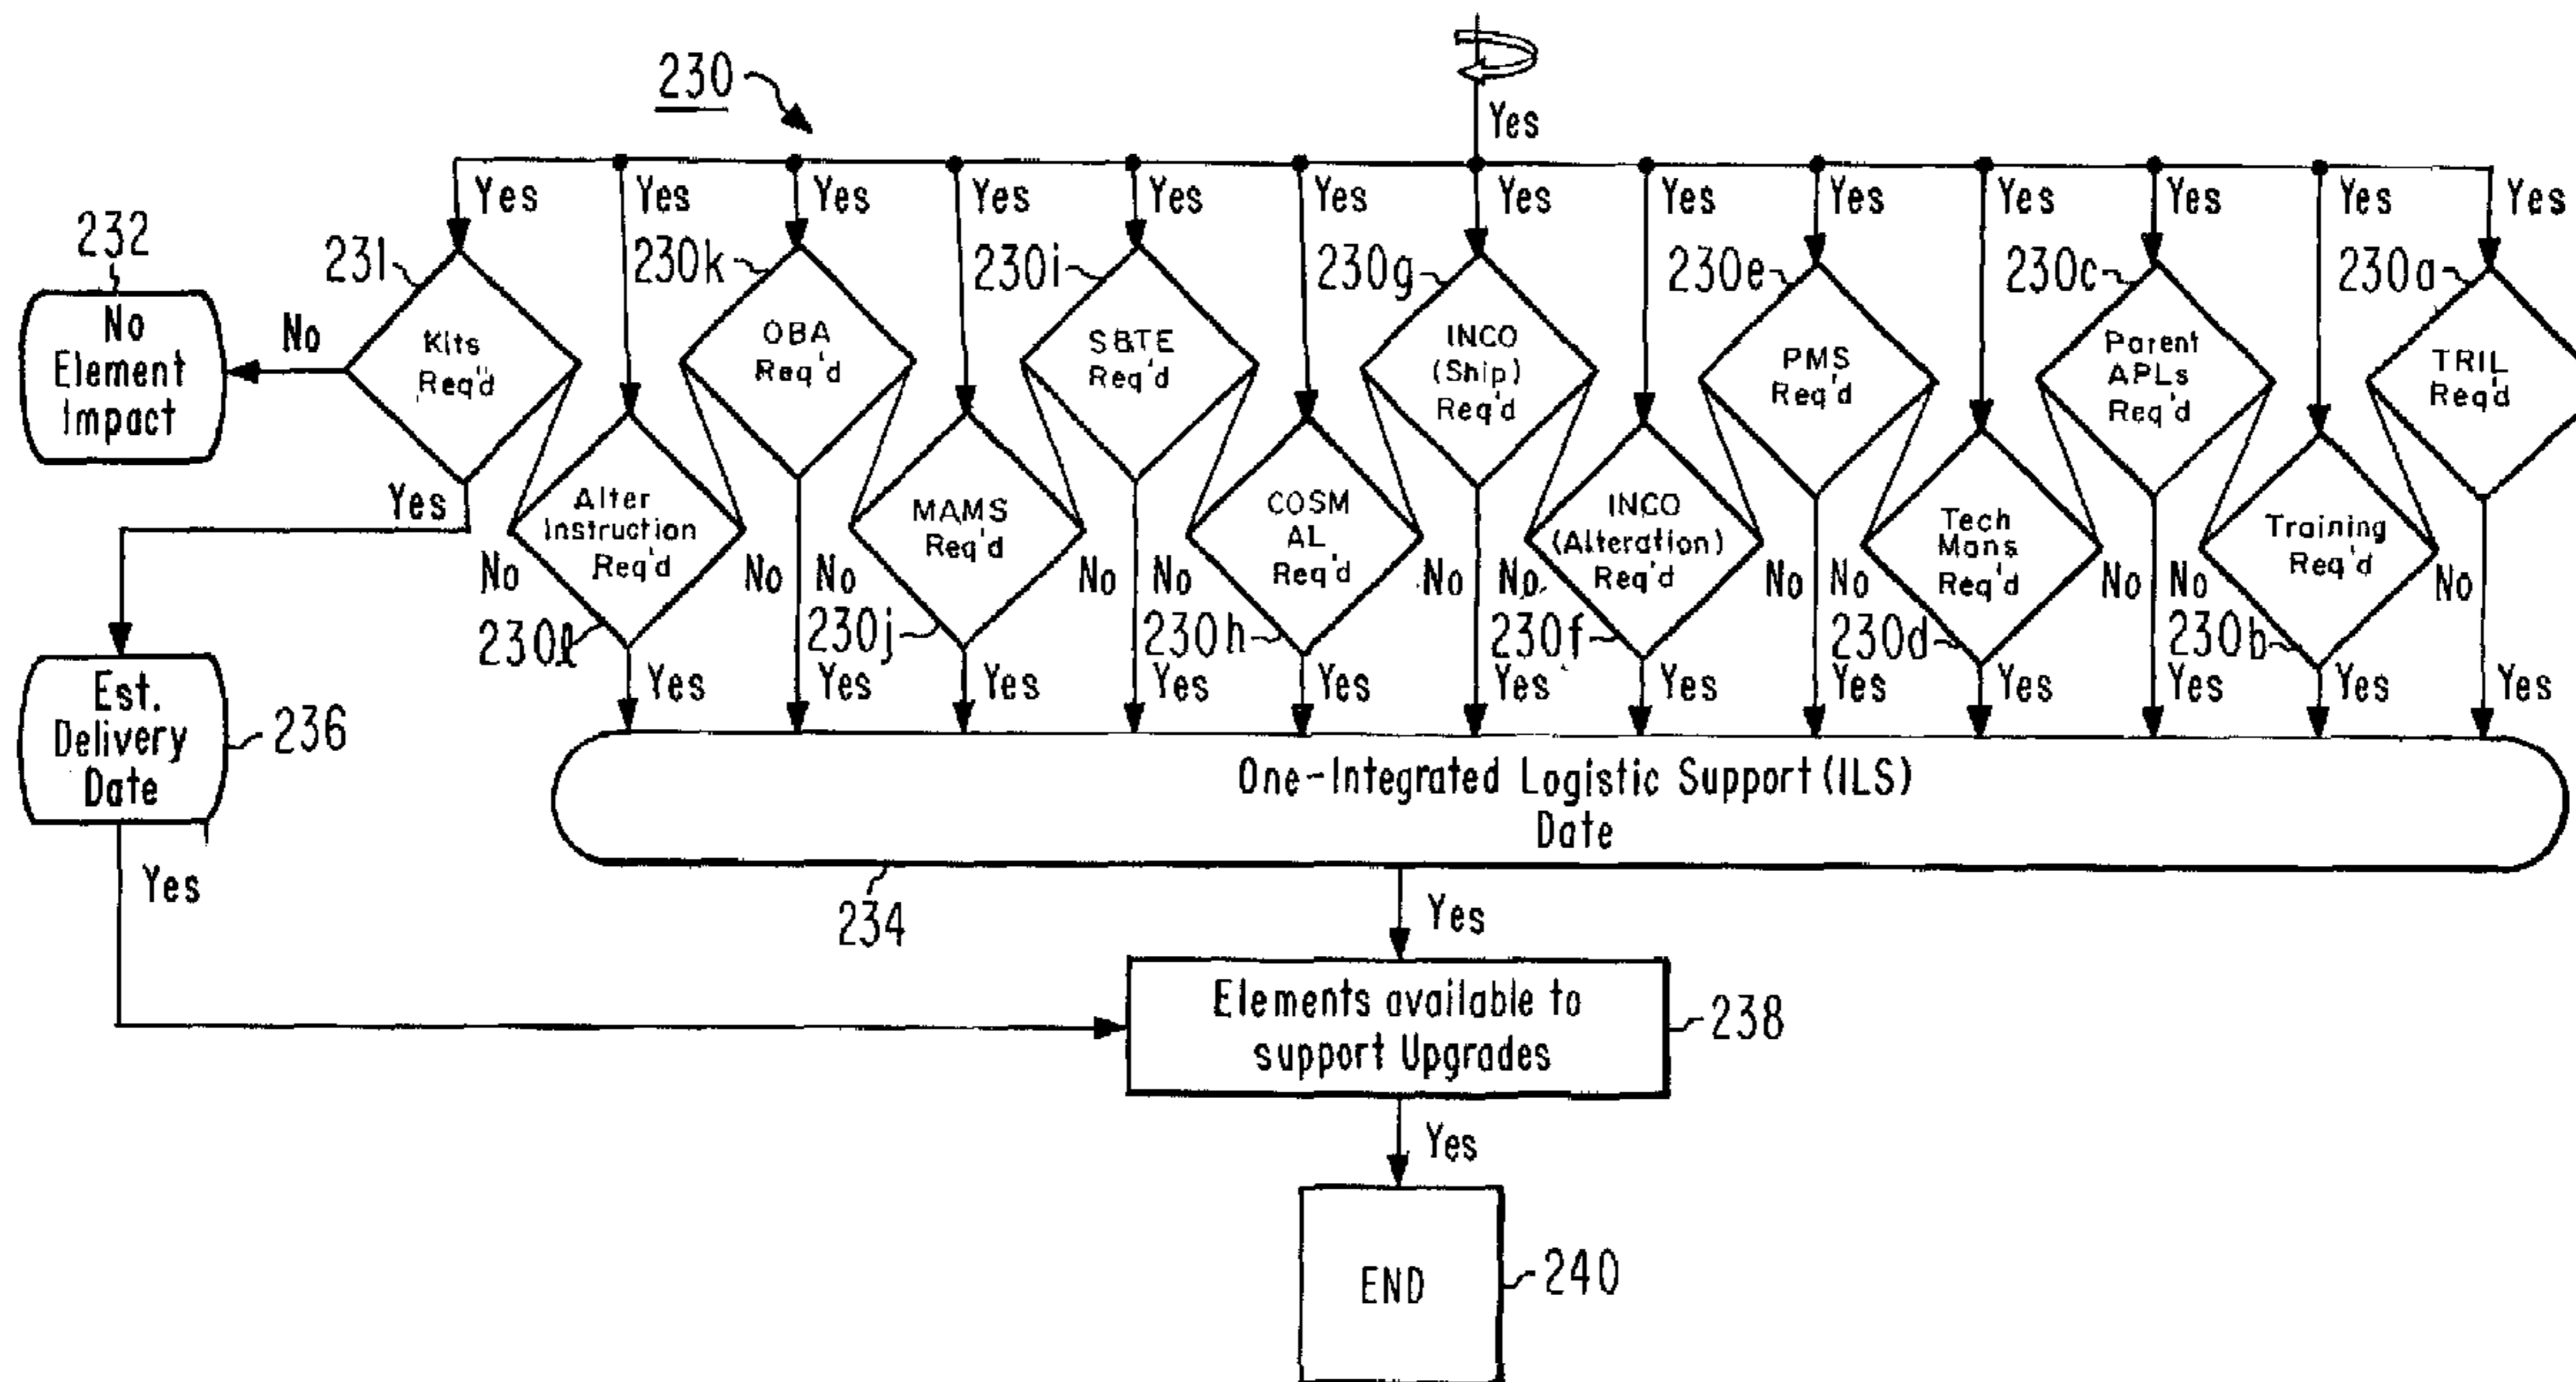 230
Yes
Yes
Yes
Yes
Yes
Yes
Yes
Yes
Yes
Yes
Yes
Yes
Yes
Yes
232
231
230k
230i
230g
230e
230c
230a
No
Element
Impact
No
Kits
Req'd
OBA
Req'd
SBTE
Req'd
INCO
(Ship)
Req'd
PMS
Req'd
Parent
APLs
Req'd
TRIL
Req'd
Yes
Alter
Instruction
Req'd
MAMS
Req'd
COSM
AL
Req'd
INCO
(Alteration)
Req'd
Tech
Mans
Req'd
Training
Req'd
No
No
No
No
No
No
No
No
No
No
No
No
230l
230j
230h
230f
230d
230b
Yes
Yes
Yes
Yes
Yes
Yes
Yes
Yes
Yes
Yes
Yes
Yes
Est.
Delivery
Date
236
One-Integrated Logistic Support (ILS)
Date
Yes
234
Yes
Elements available to
support Upgrades
238
Yes
END
240